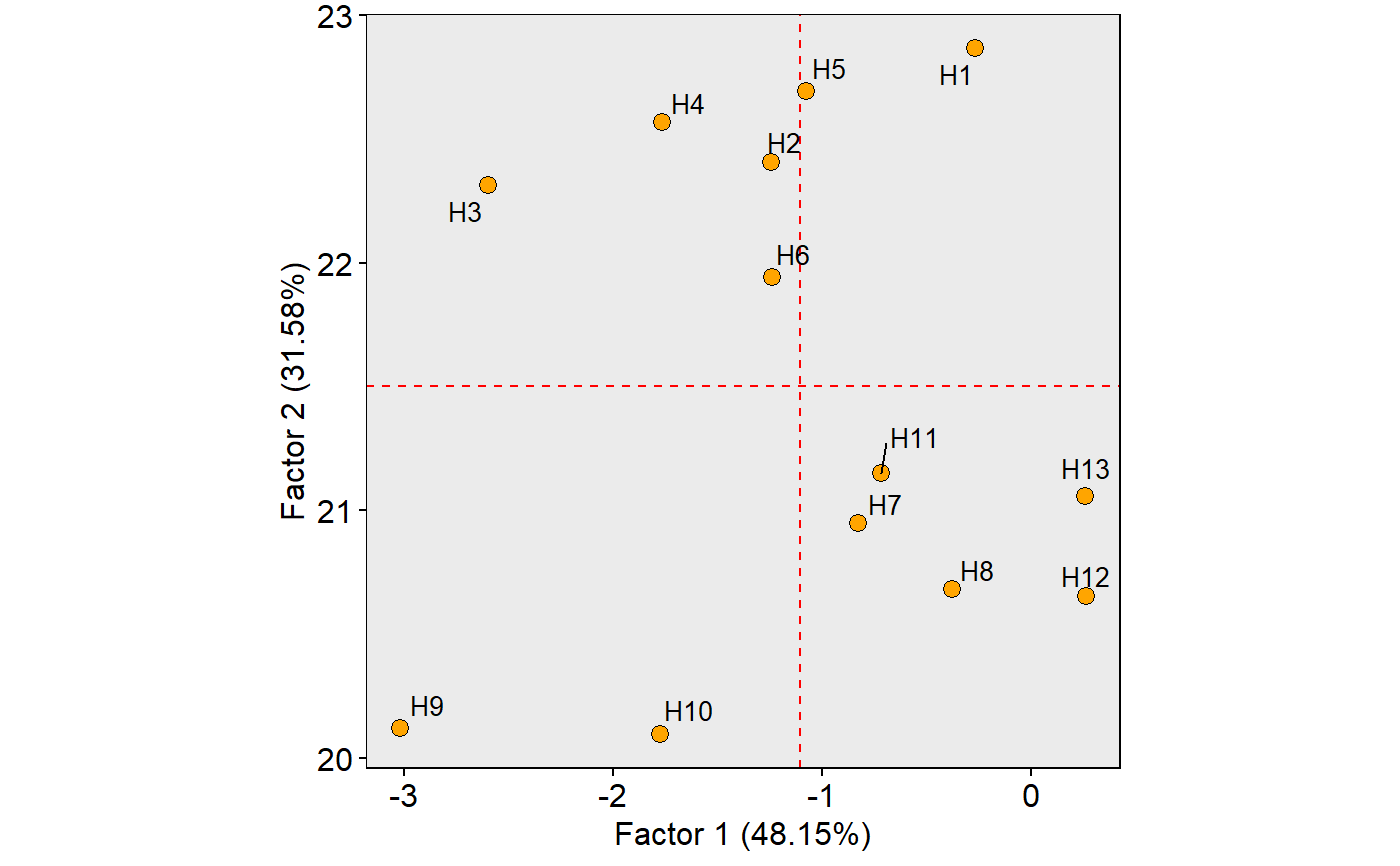 23
H5
H1
H4
H2
H3
H6
22
Factor 2 (31.58%)
H11
H13
21
H7
H8
H12
H9
H10
20
-3
-2
-1
0
Factor 1 (48.15%)